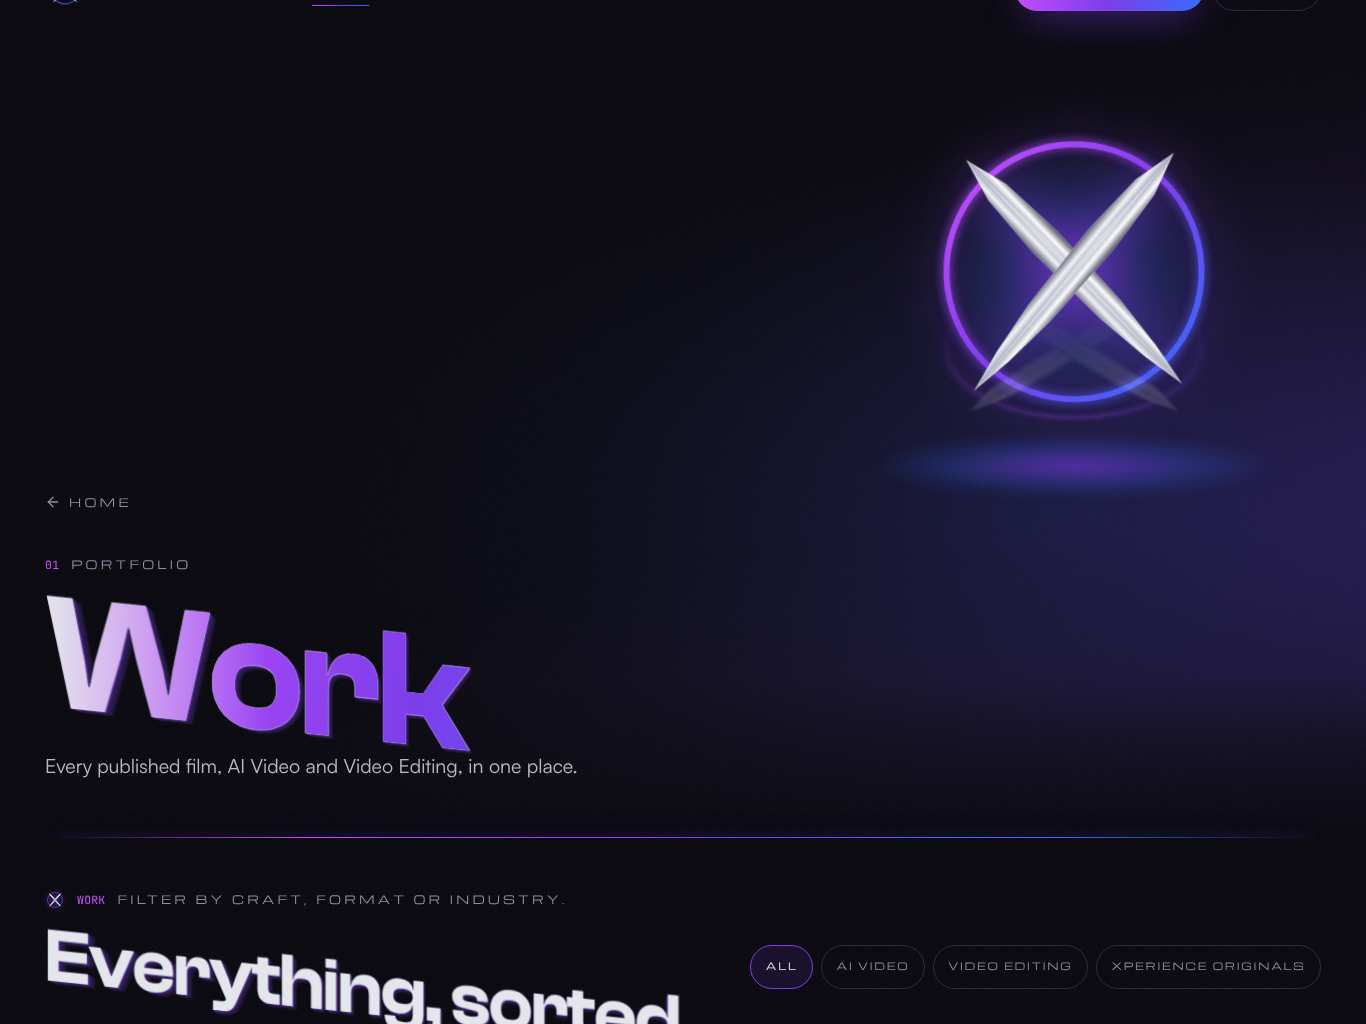 HOME
01 PORTFOLIO
Work
Every published film, AI Video and Video Editing, in one place.
WORK FILTER BY CRAFT, FORMAT OR INDUSTRY.
Everything, sorted
ALL
AI VIDEO
VIDEO EDITING
XPERIENCE ORIGINALS